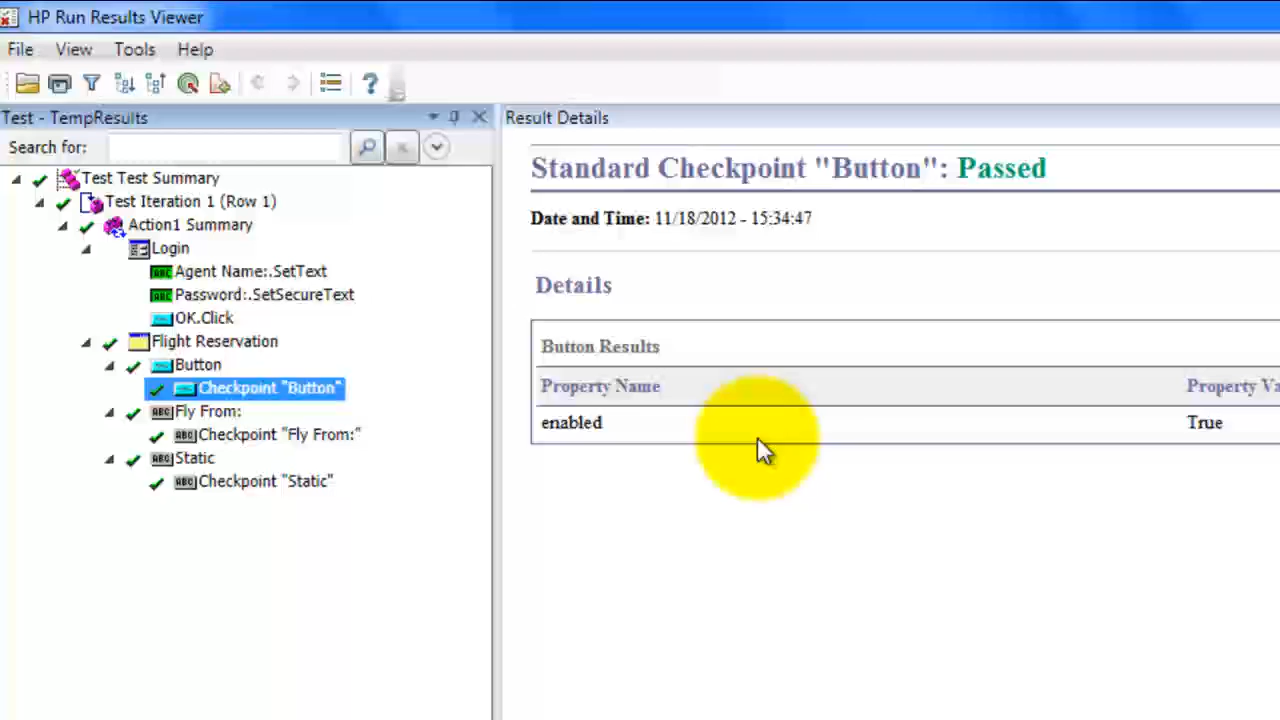 HP Run Results Viewer
File View Tools Help
Test - TempResults
Search for:
Test Test Summary
Test Iteration 1 (Row 1)
Action1 Summary
Login
Agent Name:.SetText
Password:.SetSecureText
OK.Click
Flight Reservation
Button
Checkpoint "Button"
Fly From:
Checkpoint "Fly From:"
Static
Checkpoint "Static"
Result Details
Standard Checkpoint "Button": Passed
Date and Time: 11/18/2012 - 15:34:47
Details
Button Results
Property Name Property Va
enabled True